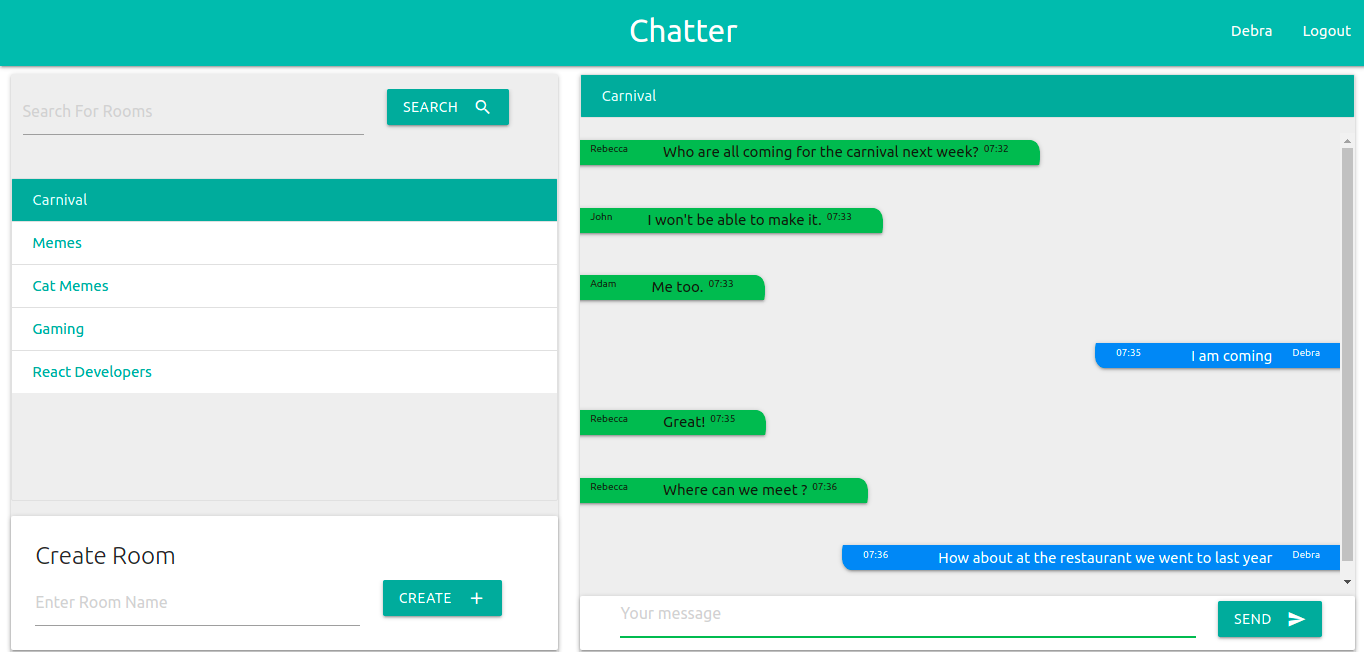 Chatter
Debra Logout
Search For Rooms
SEARCH
Carnival
Memes
Cat Memes
Gaming
React Developers
Create Room
Enter Room Name
CREATE
Carnival
Rebecca Who are all coming for the carnival next week? 07:32
John I won't be able to make it. 07:33
Adam Me too. 07:33
07:35 I am coming Debra
Rebecca Great! 07:35
Rebecca Where can we meet ? 07:36
07:36 How about at the restaurant we went to last year Debra
Your message
SEND